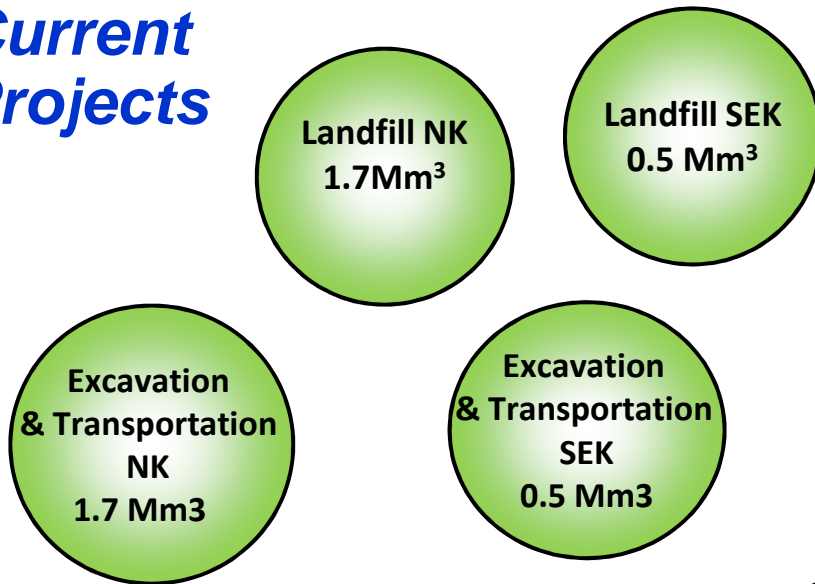 Current
Projects
Landfill NK
1.7Mm³
Landfill SEK
0.5 Mm³
Excavation
& Transportation
NK
1.7 Mm3
Excavation
& Transportation
SEK
0.5 Mm3